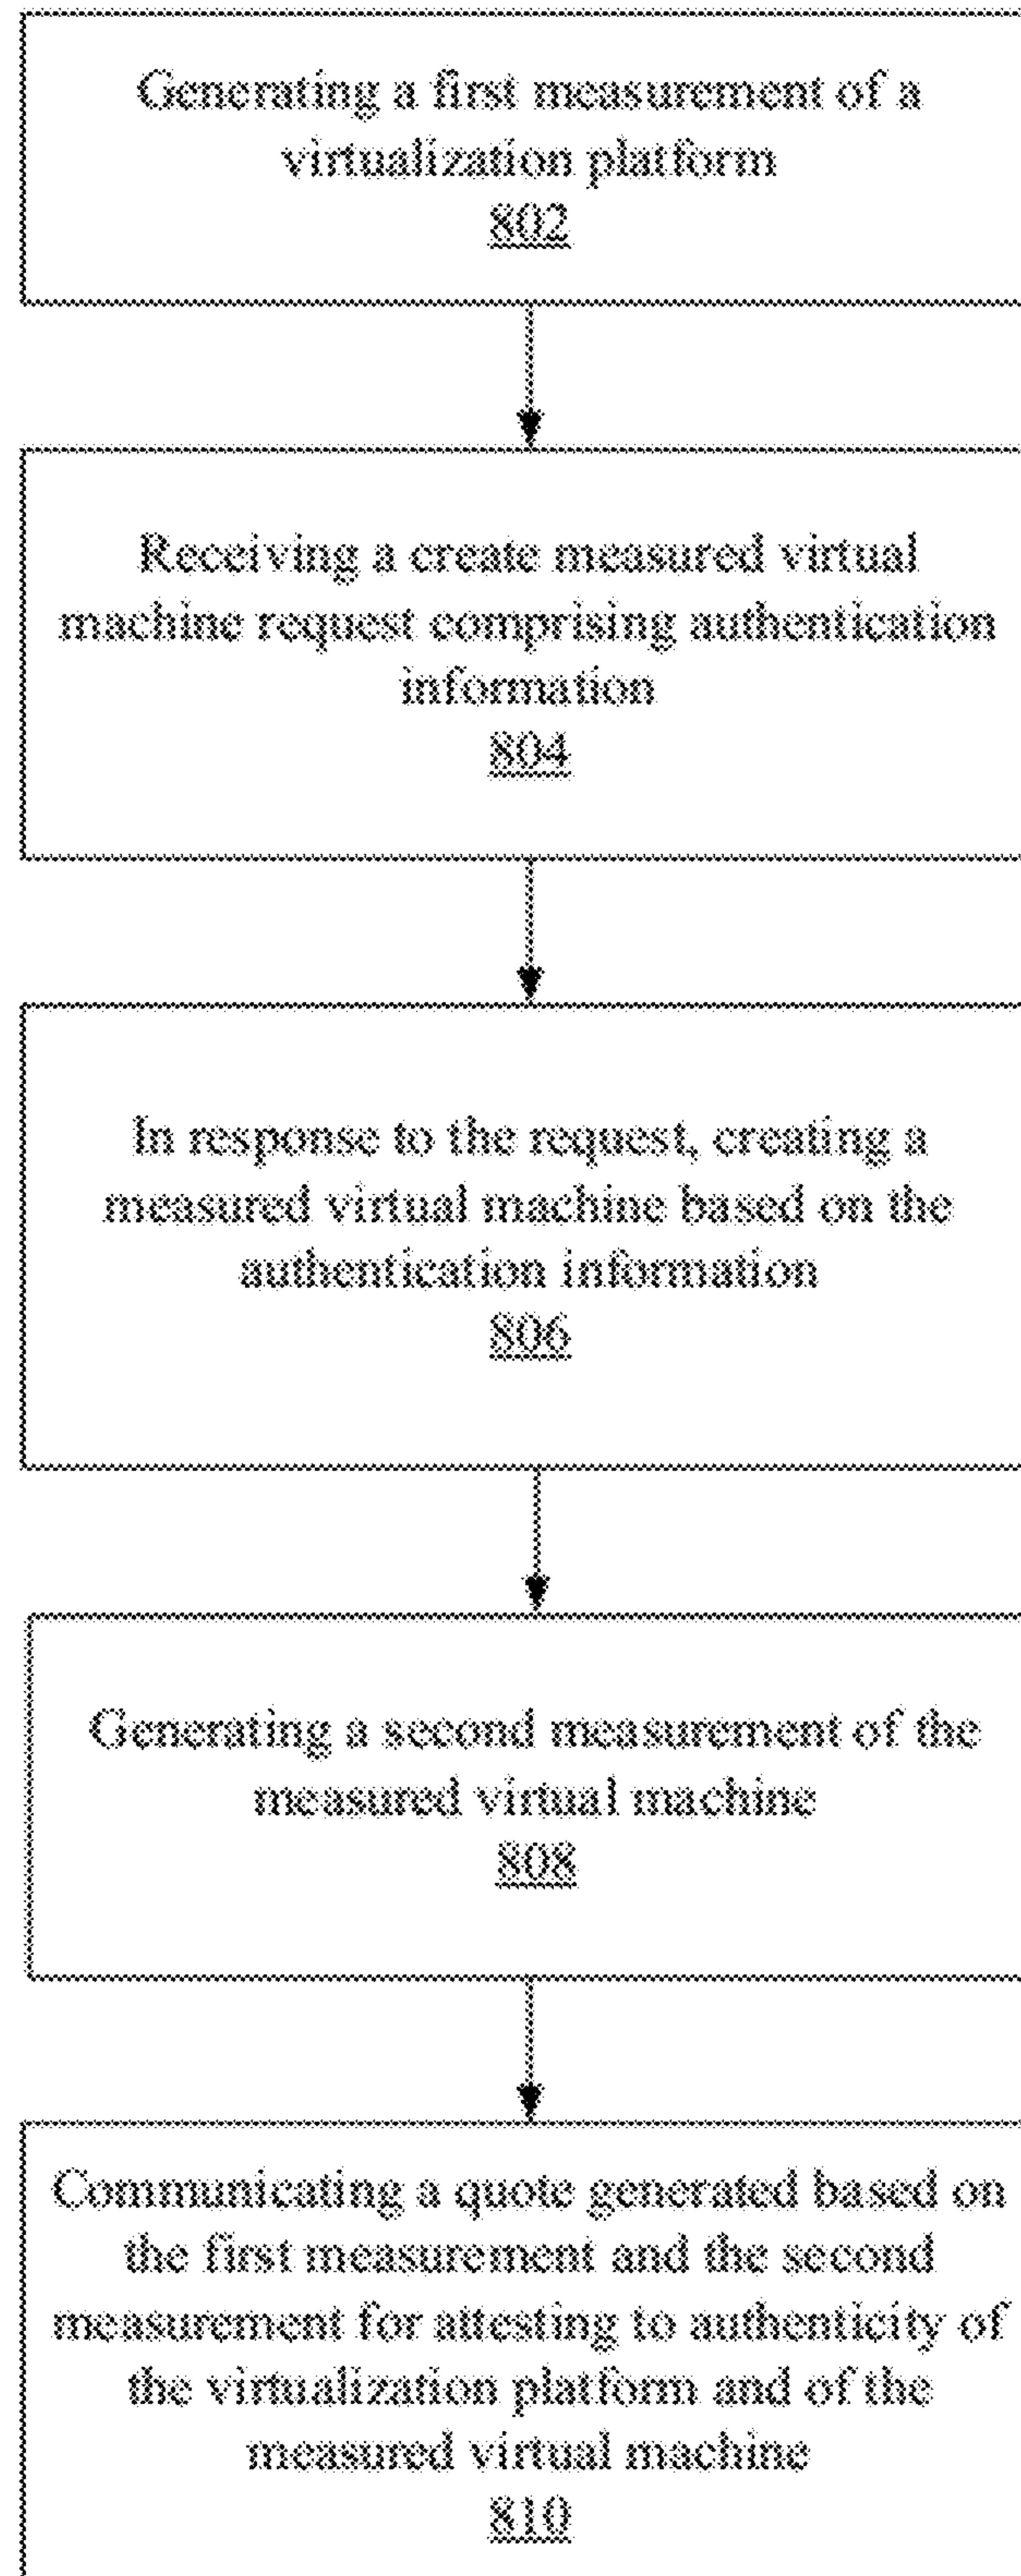 Generating a first measurement of a
virtualization platform
802
Receiving a create measured virtual
machine request comprising authentication
information
804
In response to the request, creating a
measured virtual machine based on the
authentication information
806
Generating a second measurement of the
measured virtual machine
808
Communicating a quote generated based on
the first measurement and the second
measurement for attesting to authenticity of
the virtualization platform and of the
measured virtual machine
810